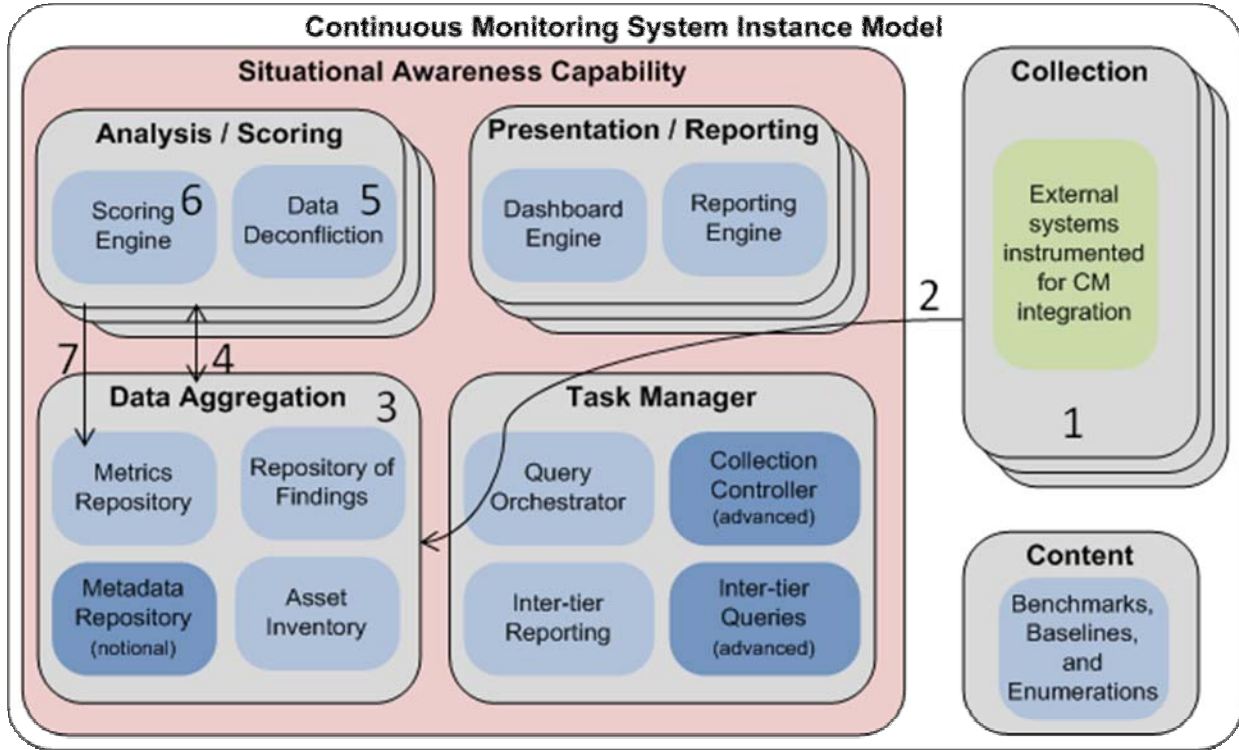 Continuous Monitoring System Instance Model
Situational Awareness Capability
Analysis / Scoring
Scoring
Engine
6
Data
Deconfliction
5
Presentation / Reporting
Dashboard
Engine
Reporting
Engine
Collection
External
systems
instrumented
for CM
integration
1
2
7
4
Data Aggregation
3
Metrics
Repository
Repository of
Findings
Metadata
Repository
(notional)
Asset
Inventory
Task Manager
Query
Orchestrator
Collection
Controller
(advanced)
Inter-tier
Reporting
Inter-tier
Queries
(advanced)
Content
Benchmarks,
Baselines,
and
Enumerations